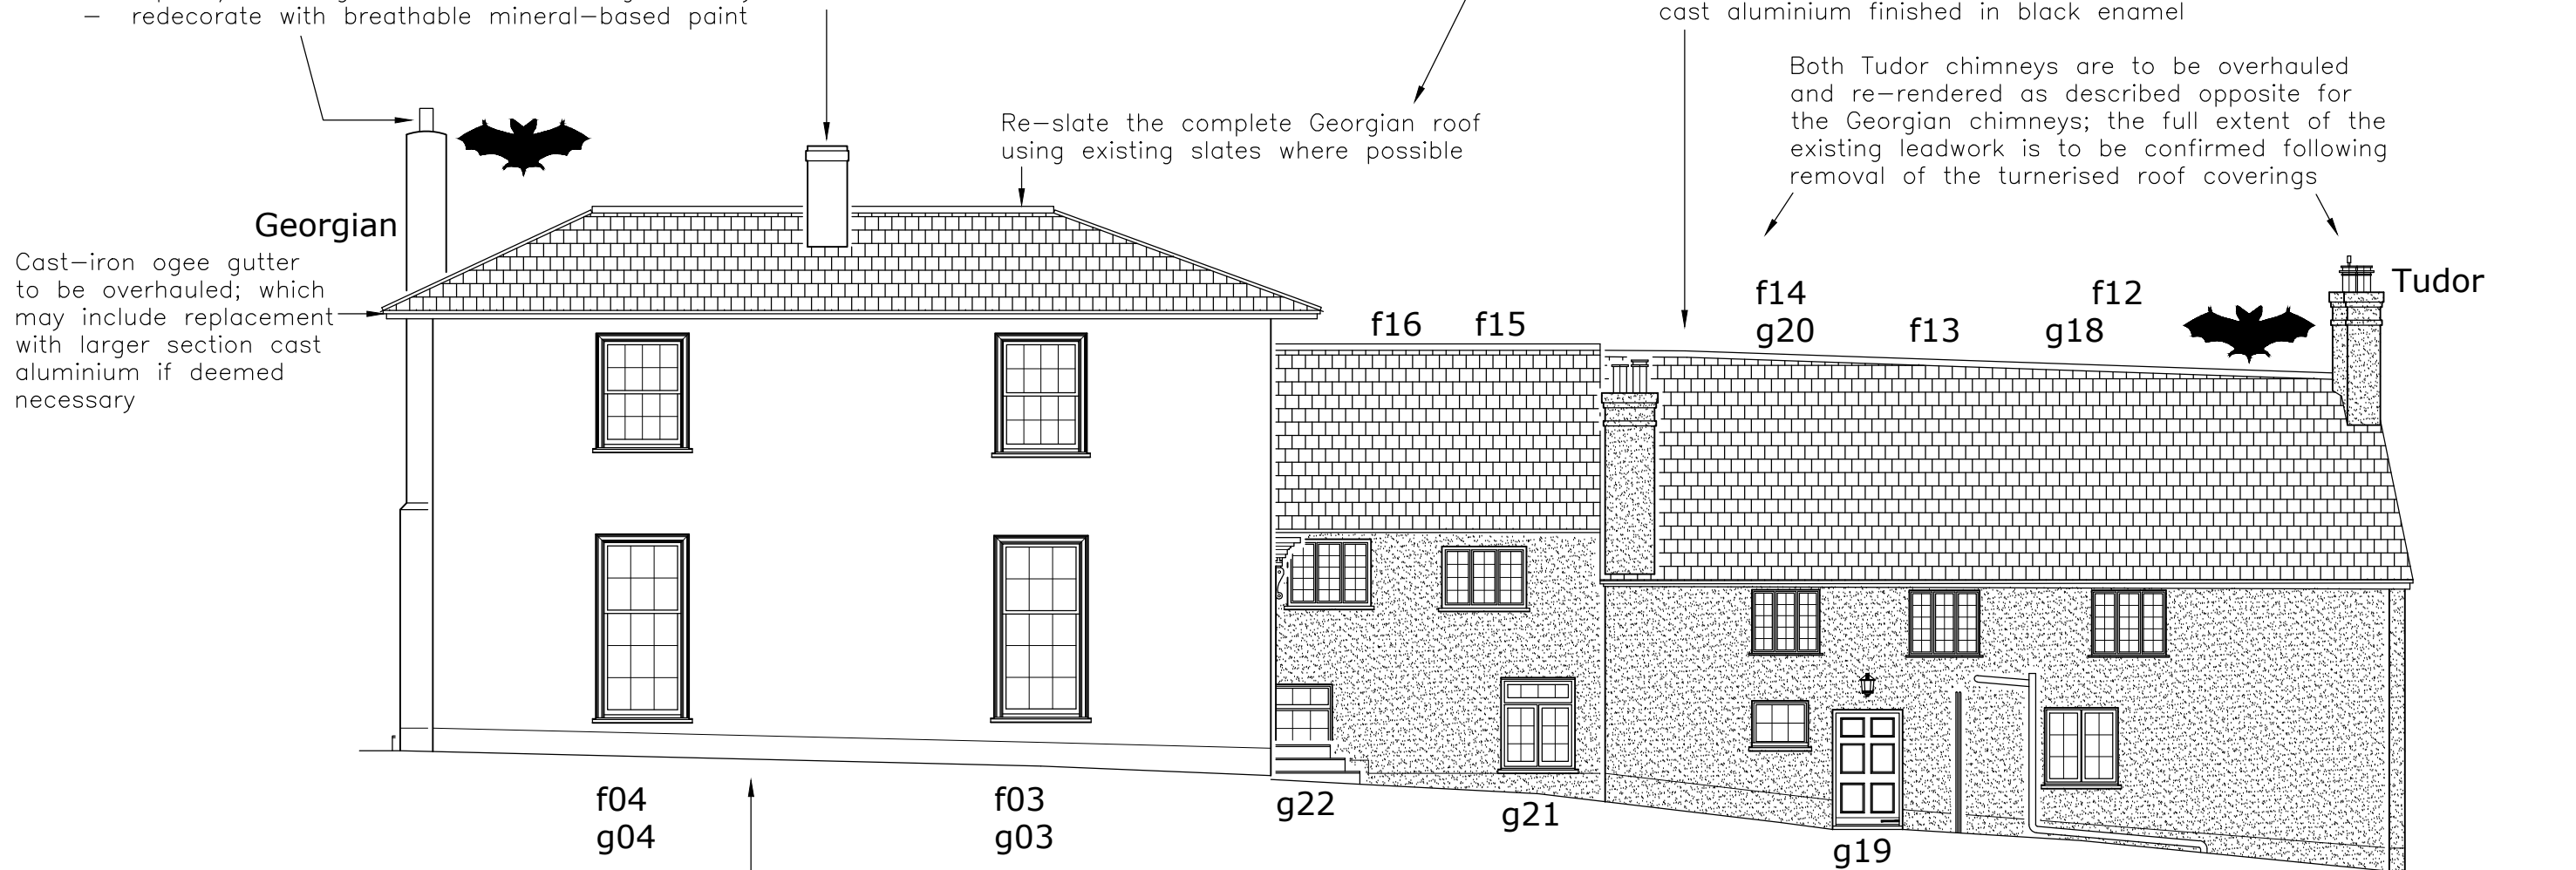 – redecorate with breathable mineral–based paint
cast aluminium finished in black enamel
Both Tudor chimneys are to be overhauled
and re–rendered as described opposite for
the Georgian chimneys; the full extent of the
existing leadwork is to be confirmed following
removal of the turnerised roof coverings
Re–slate the complete Georgian roof
using existing slates where possible
Georgian
Cast–iron ogee gutter
to be overhauled; which
may include replacement
with larger section cast
aluminium if deemed
necessary
Tudor
f16
f15
f14
g20
f13
f12
g18
f04
g04
f03
g03
g22
g21
g19